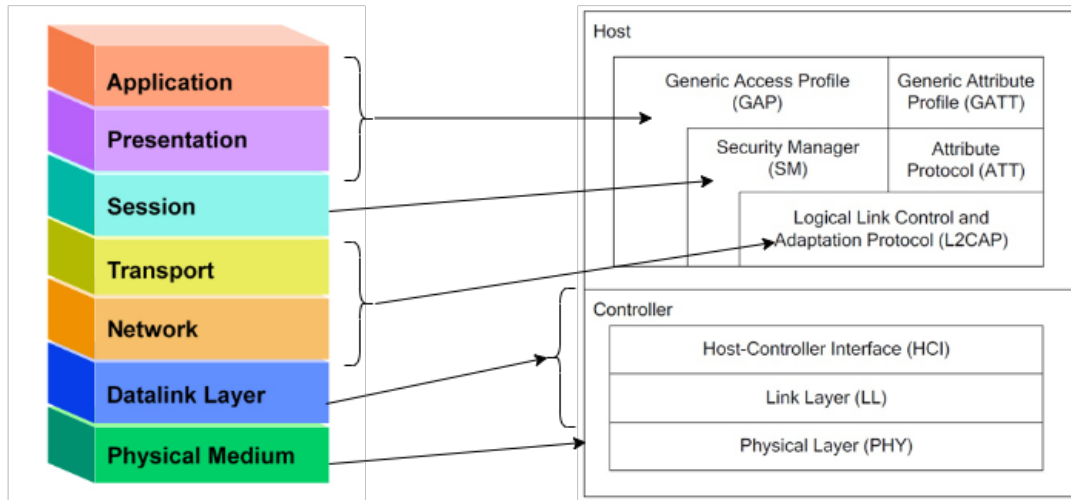 Application
Presentation
Session
Transport
Network
Datalink Layer
Physical Medium
Host
Generic Access Profile
(GAP)
Generic Attribute
Profile (GATT)
Security Manager
(SM)
Attribute
Protocol (ATT)
Logical Link Control and
Adaptation Protocol (L2CAP)
Controller
Host-Controller Interface (HCI)
Link Layer (LL)
Physical Layer (PHY)